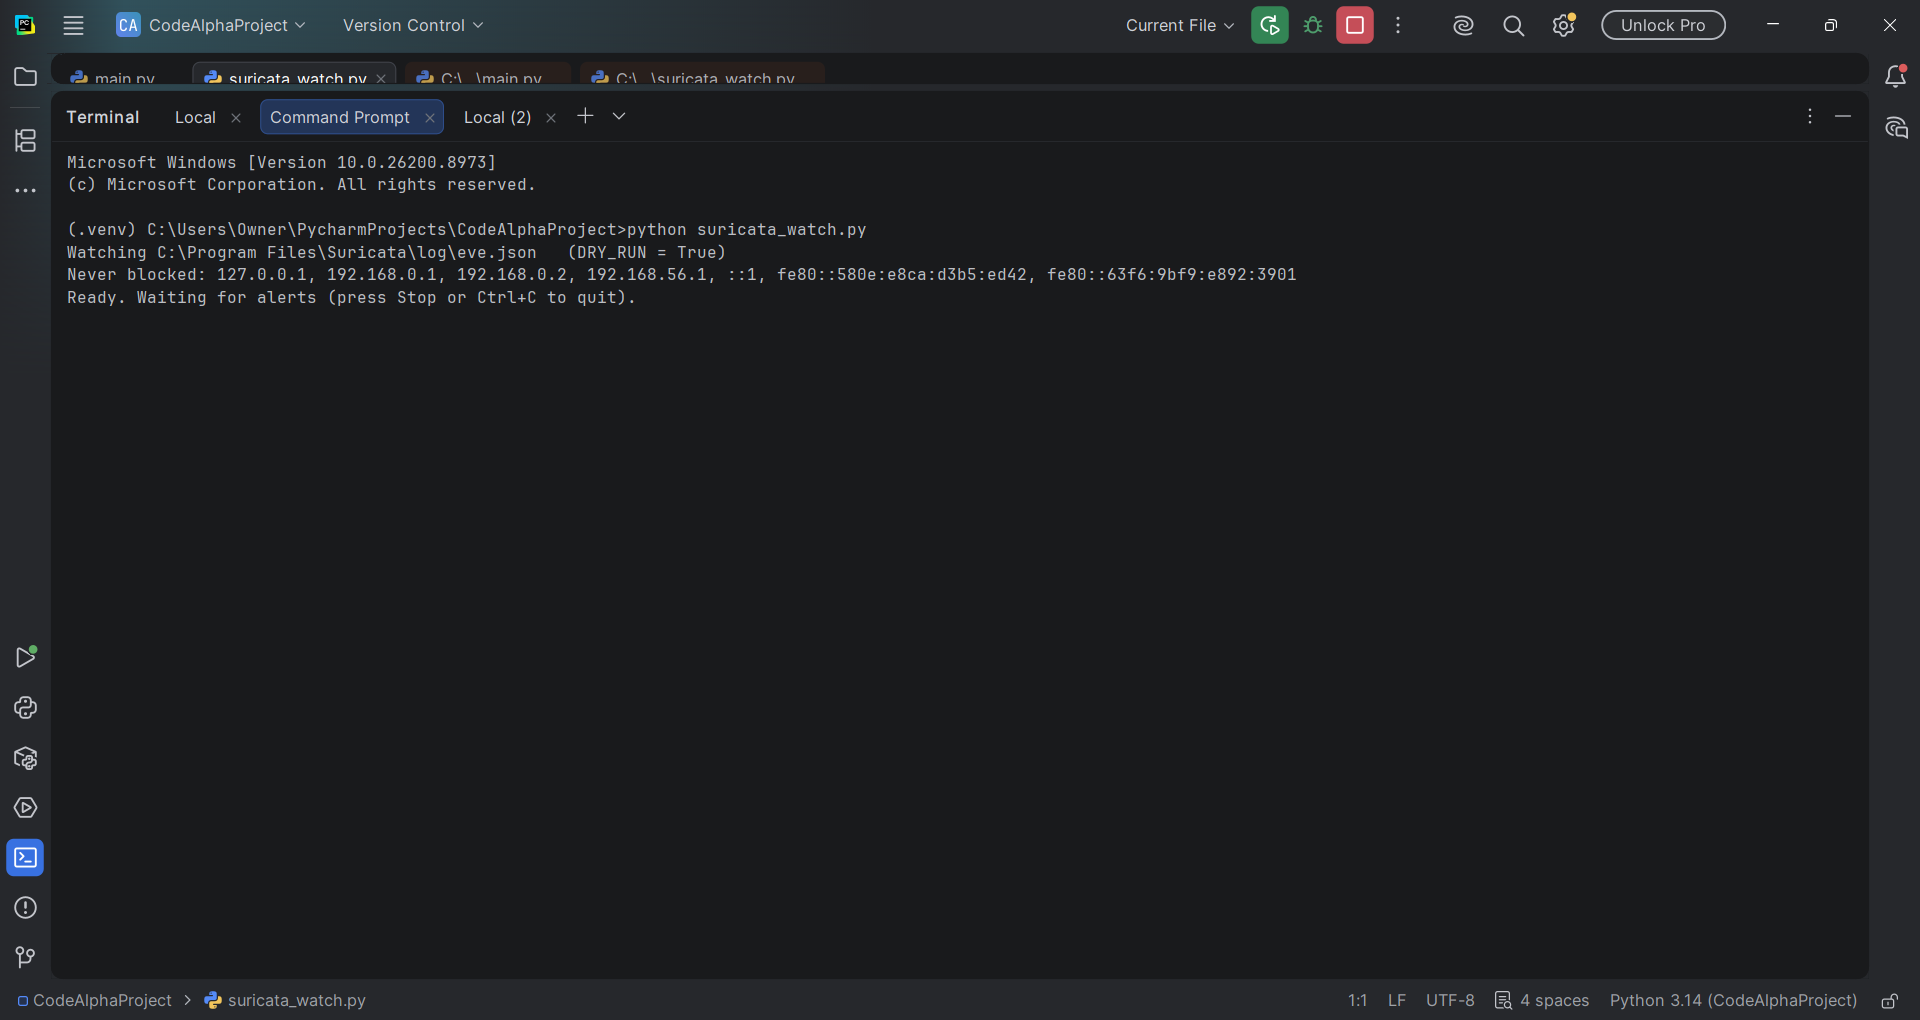 CA CodeAlphaProject Version Control Current File Unlock Pro
main.py suricata_watch.py C:\...\main.py C:\...\suricata_watch.py
Terminal Local Command Prompt Local (2)
Microsoft Windows [Version 10.0.26200.8973]
(c) Microsoft Corporation. All rights reserved.
(.venv) C:\Users\Owner\PycharmProjects\CodeAlphaProject>python suricata_watch.py
Watching C:\Program Files\Suricata\log\eve.json (DRY_RUN = True)
Never blocked: 127.0.0.1, 192.168.0.1, 192.168.0.2, 192.168.56.1, ::1, fe80::580e:e8ca:d3b5:ed42, fe80::63f6:9bf9:e892:3901
Ready. Waiting for alerts (press Stop or Ctrl+C to quit).
CodeAlphaProject > suricata_watch.py 1:1 LF UTF-8 4 spaces Python 3.14 (CodeAlphaProject)